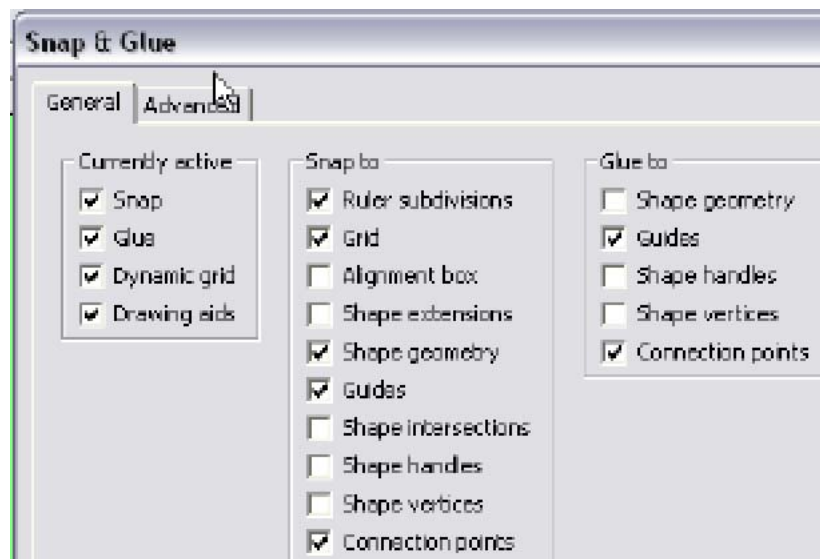 Snap & Glue
General
Advanced
Currently active
Snap
Glue
Dynamic grid
Drawing aids
Snap to
Ruler subdivisions
Grid
Alignment box
Shape extensions
Shape geometry
Guides
Shape intersections
Shape handles
Shape vertices
Connection points
Glue to
Shape geometry
Guides
Shape handles
Shape vertices
Connection points